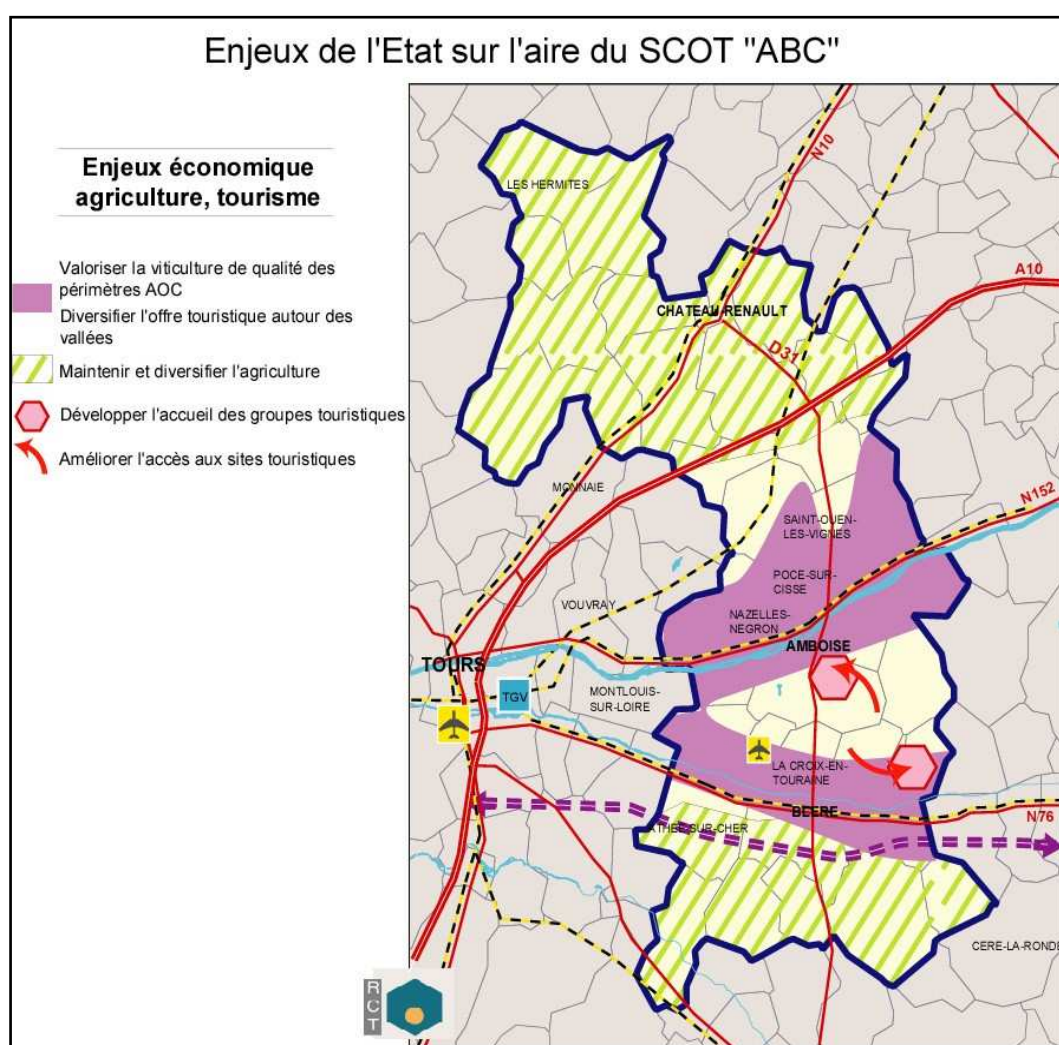 Enjeux de l'Etat sur l'aire du SCOT "ABC"
Enjeux économique
agriculture, tourisme
Valoriser la viticulture de qualité des
périmètres AOC
Diversifier l'offre touristique autour des
vallées
Maintenir et diversifier l'agriculture
Développer l'accueil des groupes touristiques
Améliorer l'accès aux sites touristiques
LES HERMITES
N10
A10
CHATEAU-RENAULT
D31
MONNAIE
N152
SAINT-OUEN-
LES-VIGNES
POCE-SUR-
CISSE
VOUVRAY
NAZELLES-
NEGRON
AMBOISE
TOURS
TGV
MONTLOUIS-
SUR-LOIRE
LA CROIX-EN-
TOURAINE
BLERE
N76
ATHEE-SUR-CHER
CERE-LA-RONDE
RCT